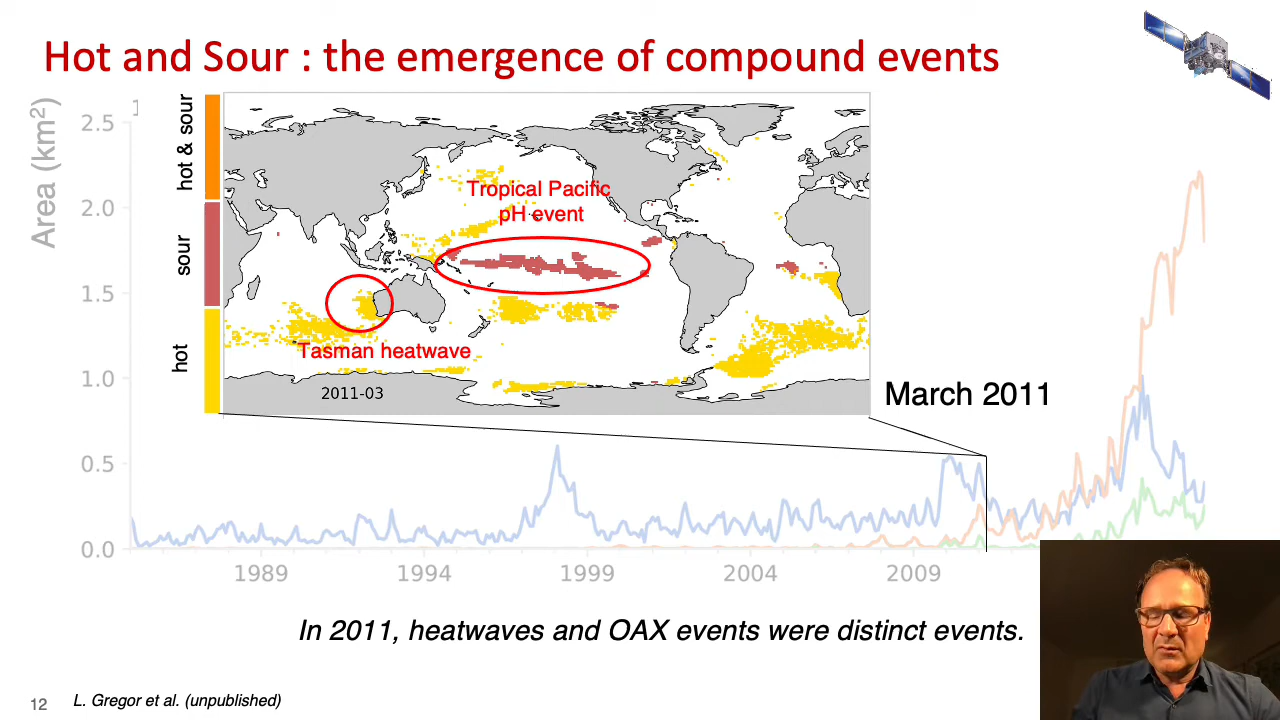 Hot and Sour : the emergence of compound events
Area (km2)
2.5
2.0
1.5
1.0
0.5
0.0
hot & sour
sour
hot
Tropical Pacific
pH event
Tasman heatwave
2011-03
March 2011
1989
1994
1999
2004
2009
In 2011, heatwaves and OAX events were distinct events.
12
L. Gregor et al. (unpublished)